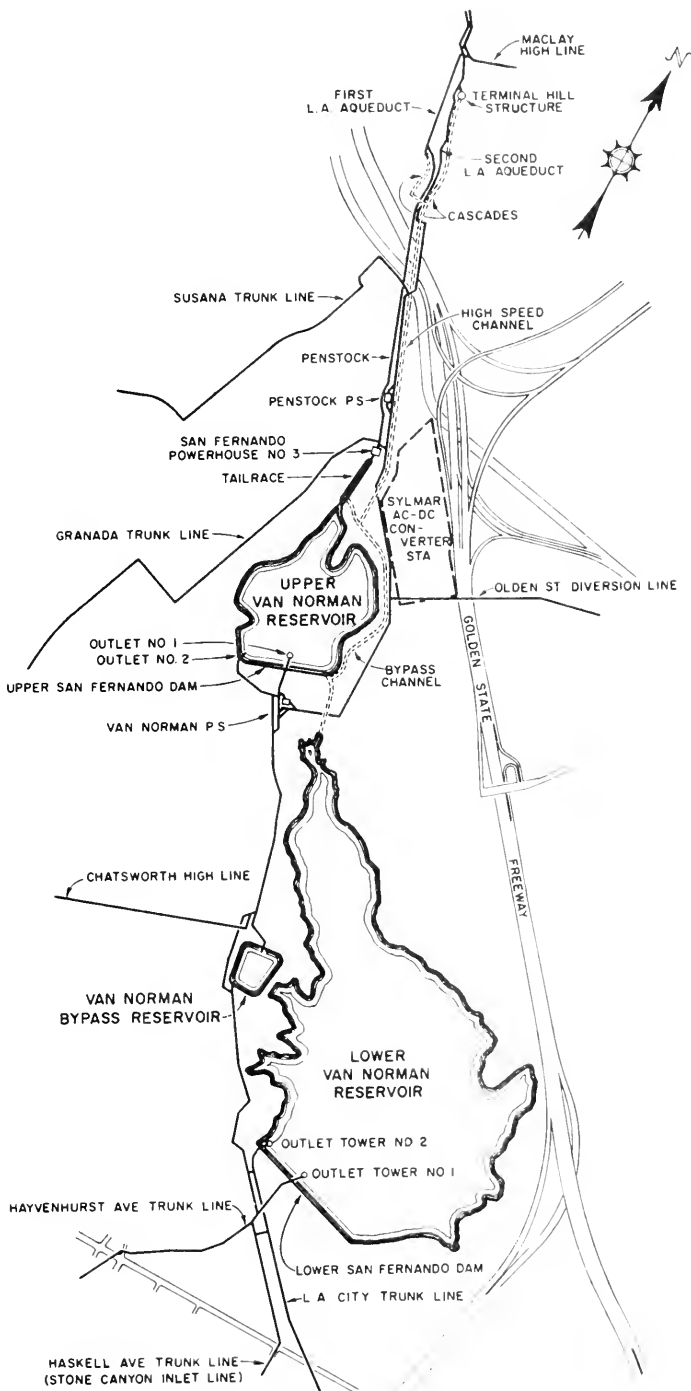 MACLAY
HIGH LINE
N
FIRST
L.A. AQUEDUCT
TERMINAL HILL
STRUCTURE
SECOND
L.A. AQUEDUCT
CASCADES
SUSANA TRUNK LINE
HIGH SPEED
CHANNEL
PENSTOCK
PENSTOCK PS
SAN FERNANDO
POWERHOUSE NO 3
TAILRACE
SYLMAR
AC-DC
CON-
VERTER
STA
GRANADA TRUNK LINE
UPPER
VAN NORMAN
RESERVOIR
OLDEN ST DIVERSION LINE
OUTLET NO 1
OUTLET NO. 2
UPPER SAN FERNANDO DAM
BYPASS
CHANNEL
GOLDEN STATE
VAN NORMAN PS
CHATSWORTH HIGH LINE
FREEWAY
VAN NORMAN
BYPASS RESERVOIR
LOWER
VAN NORMAN
RESERVOIR
OUTLET TOWER NO 2
OUTLET TOWER NO 1
HAYVENHURST AVE TRUNK LINE
LOWER SAN FERNANDO DAM
L A CITY TRUNK LINE
HASKELL AVE TRUNK LINE
(STONE CANYON INLET LINE)